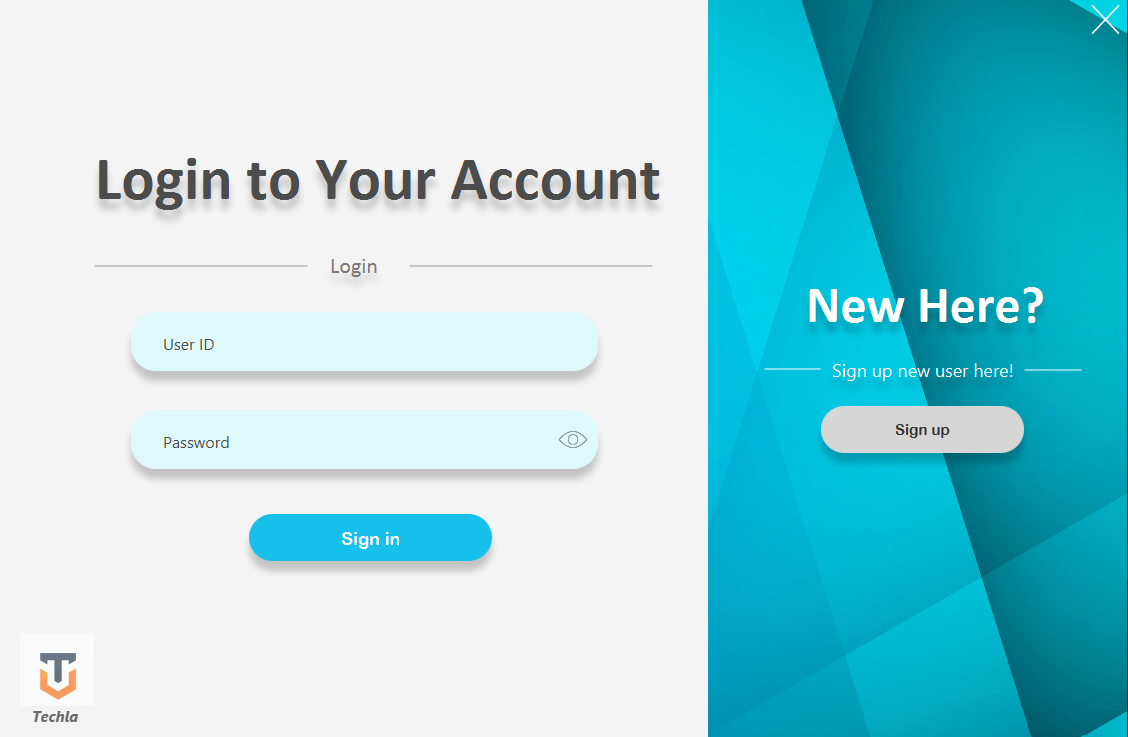 Login to Your Account
Login
User ID
Password
Sign in
Techla
New Here?
Sign up new user here!
Sign up